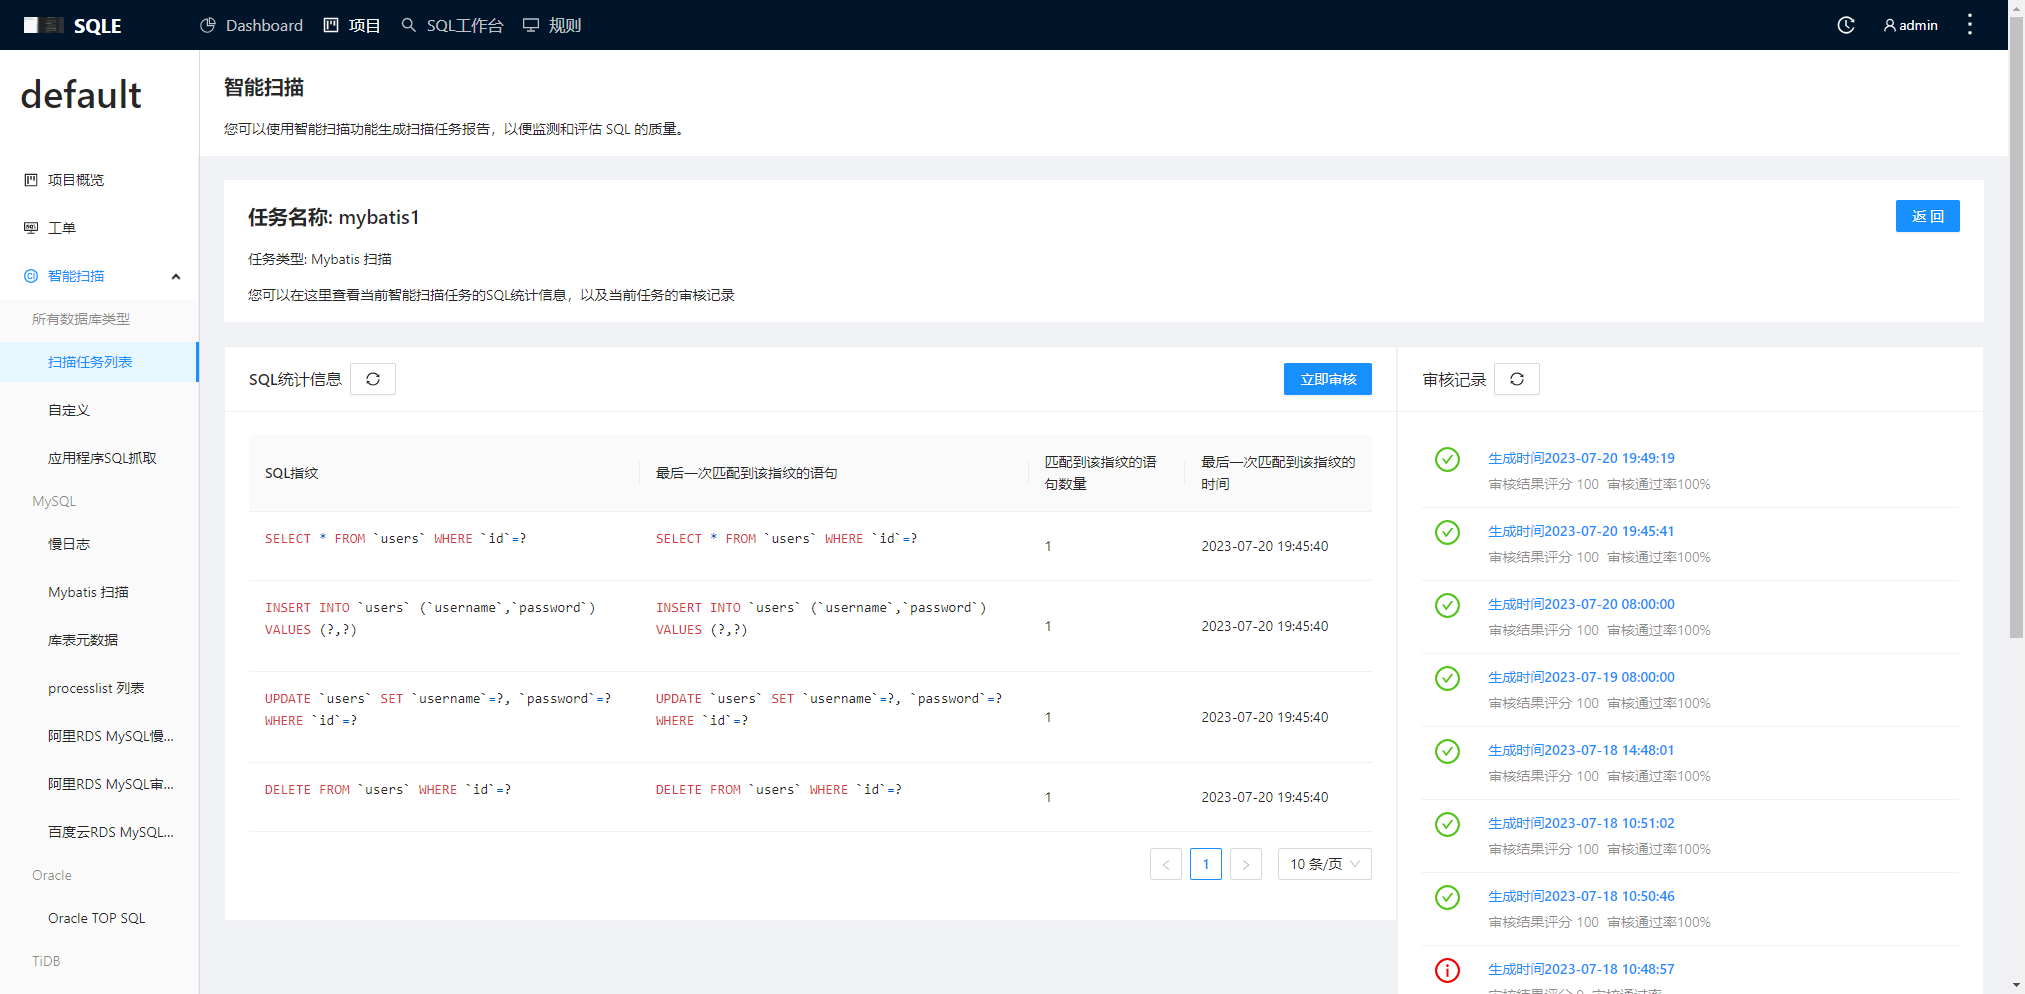 SQLE
Dashboard
项目
SQL工作台
规则
admin
default
项目概览
工单
智能扫描
所有数据库类型
扫描任务列表
自定义
应用程序SQL抓取
MySQL
慢日志
Mybatis 扫描
库表元数据
processlist 列表
阿里RDS MySQL慢...
阿里RDS MySQL审...
百度云RDS MySQL...
Oracle
Oracle TOP SQL
TiDB
智能扫描
您可以使用智能扫描功能生成扫描任务报告，以便监测和评估 SQL 的质量。
任务名称: mybatis1
返 回
任务类型: Mybatis 扫描
您可以在这里查看当前智能扫描任务的SQL统计信息，以及当前任务的审核记录
SQL统计信息
立即审核
SQL指纹
最后一次匹配到该指纹的语句
匹配到该指纹的语
句数量
最后一次匹配到该指纹的
时间
SELECT * FROM `users` WHERE `id`=?
SELECT * FROM `users` WHERE `id`=?
1
2023-07-20 19:45:40
INSERT INTO `users` (`username`,`password`)
VALUES (?,?)
INSERT INTO `users` (`username`,`password`)
VALUES (?,?)
1
2023-07-20 19:45:40
UPDATE `users` SET `username`=?, `password`=?
WHERE `id`=?
UPDATE `users` SET `username`=?, `password`=?
WHERE `id`=?
1
2023-07-20 19:45:40
DELETE FROM `users` WHERE `id`=?
DELETE FROM `users` WHERE `id`=?
1
2023-07-20 19:45:40
<
1
>
10 条/页
审核记录
生成时间2023-07-20 19:49:19
审核结果评分 100 审核通过率100%
生成时间2023-07-20 19:45:41
审核结果评分 100 审核通过率100%
生成时间2023-07-20 08:00:00
审核结果评分 100 审核通过率100%
生成时间2023-07-19 08:00:00
审核结果评分 100 审核通过率100%
生成时间2023-07-18 14:48:01
审核结果评分 100 审核通过率100%
生成时间2023-07-18 10:51:02
审核结果评分 100 审核通过率100%
生成时间2023-07-18 10:50:46
审核结果评分 100 审核通过率100%
生成时间2023-07-18 10:48:57